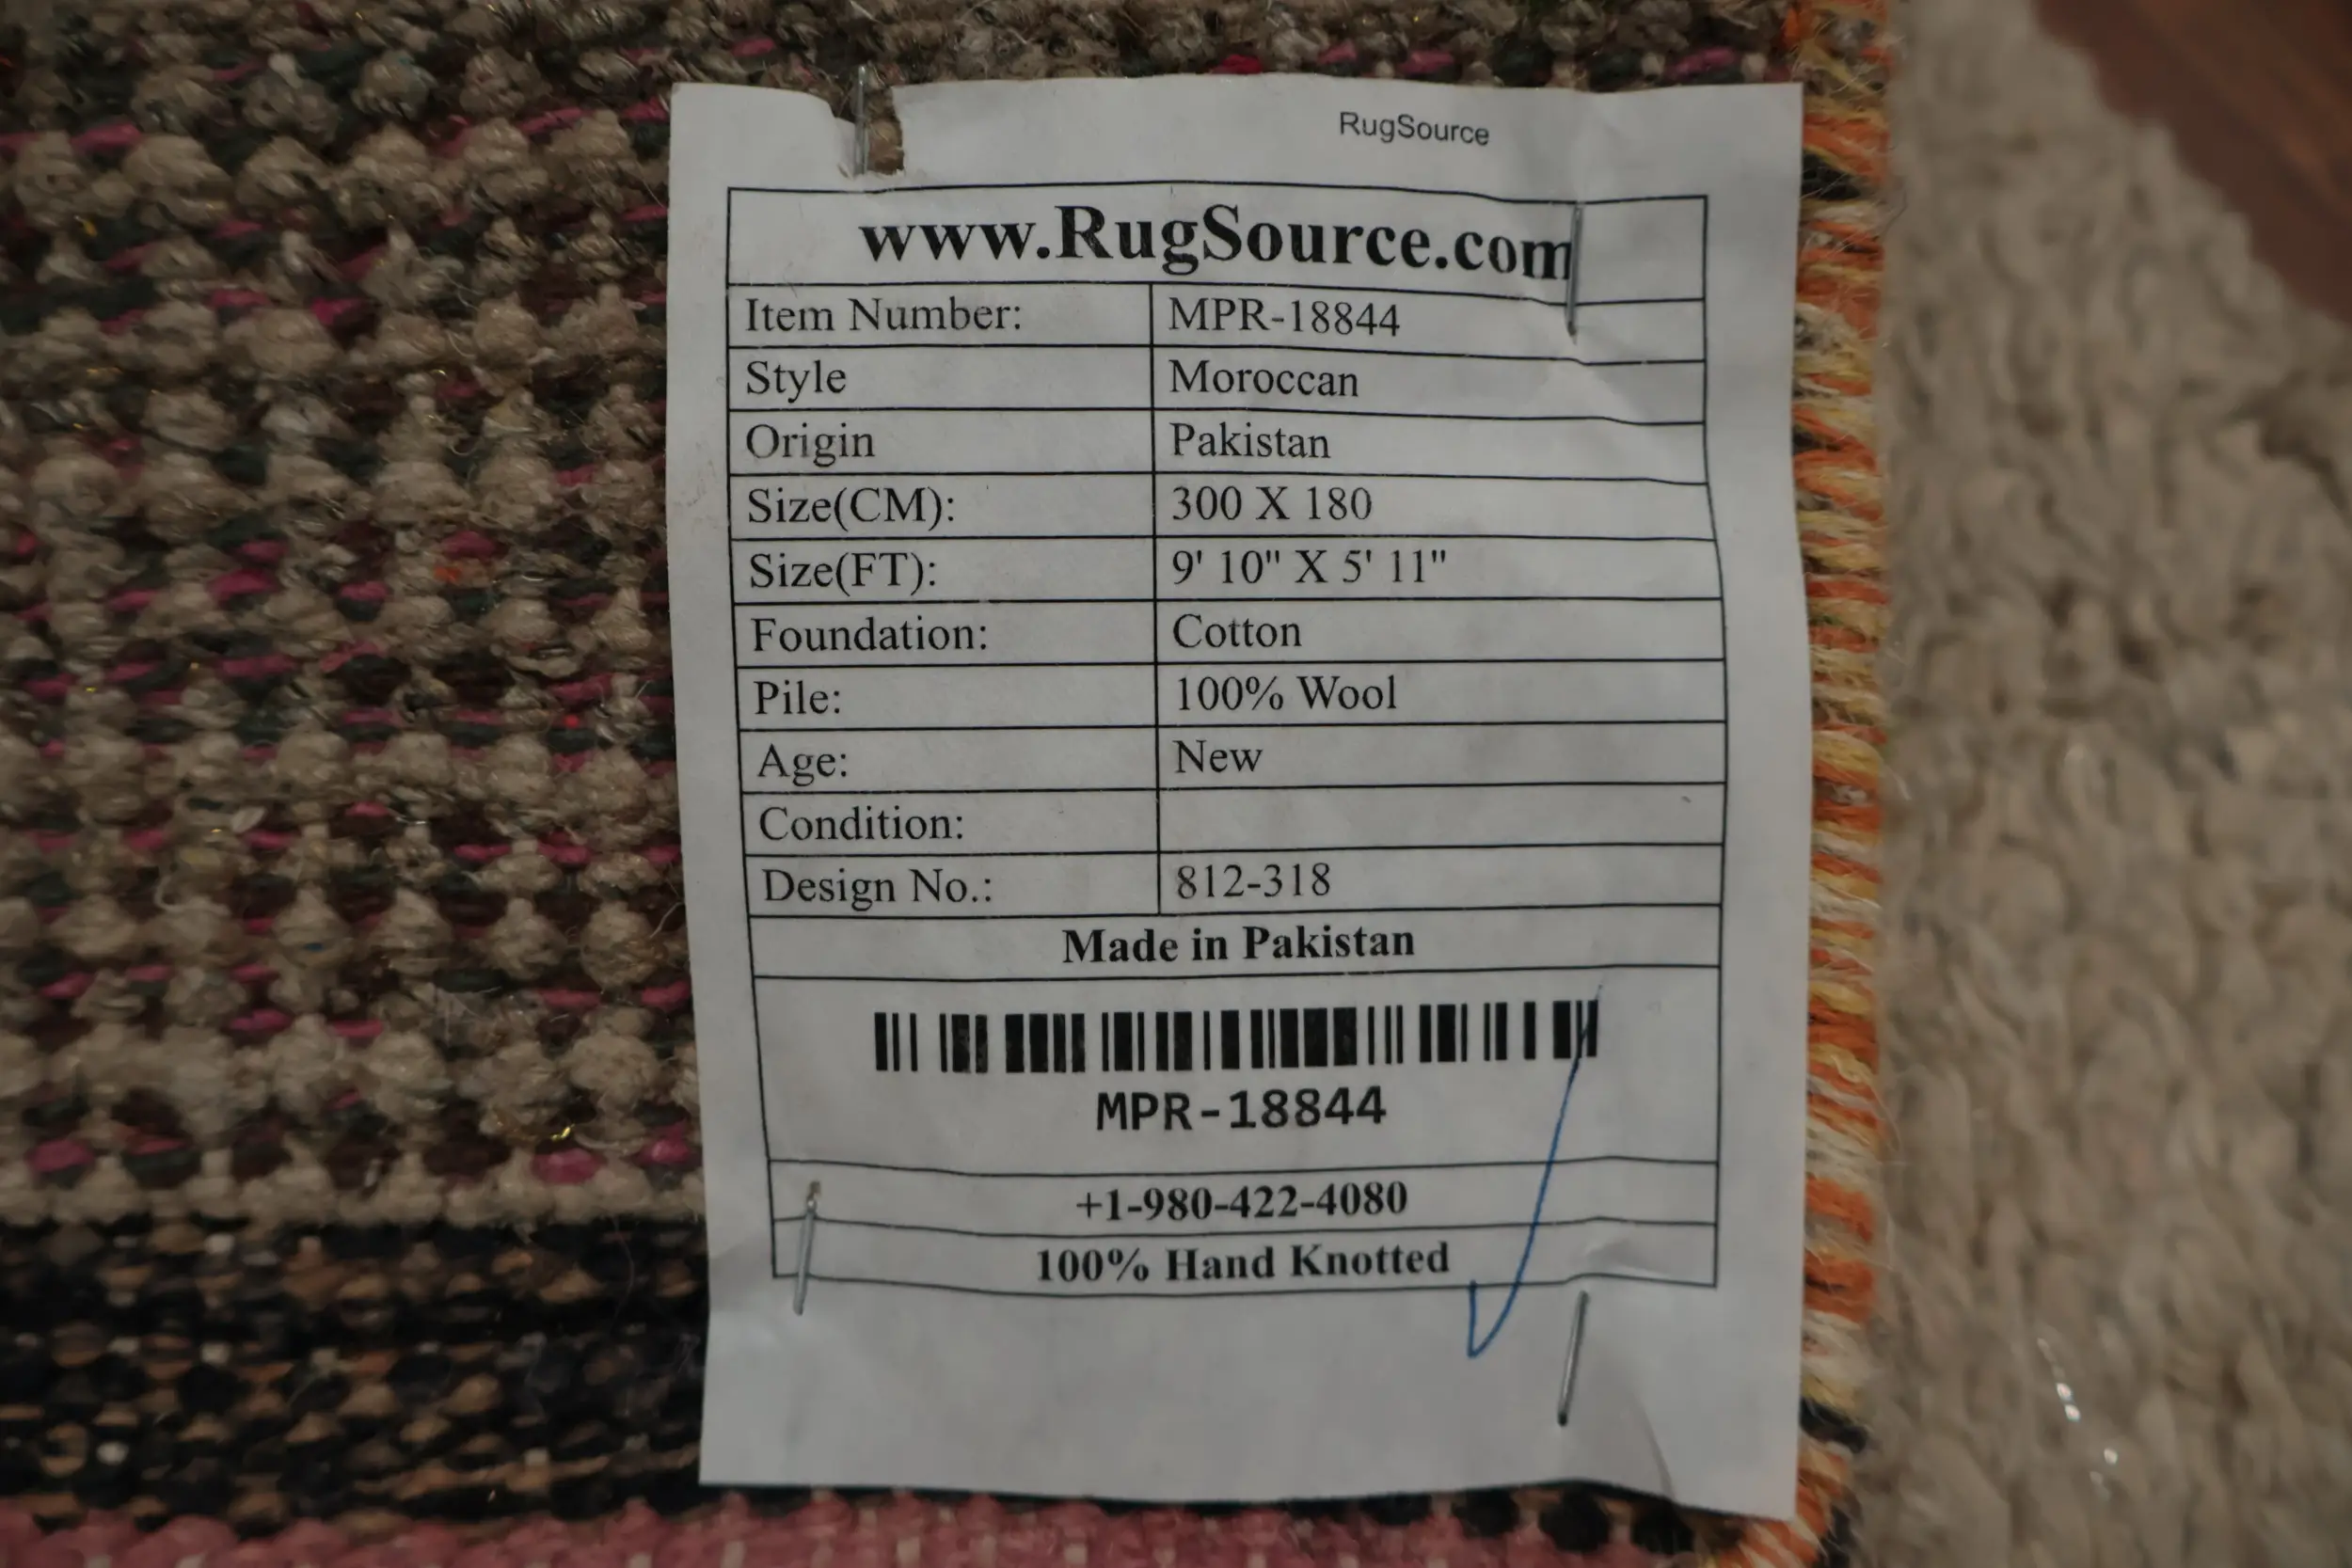 RugSource
www.RugSource.com
Item Number: MPR-18844
Style Moroccan
Origin Pakistan
Size(CM): 300 X 180
Size(FT): 9' 10" X 5' 11"
Foundation: Cotton
Pile: 100% Wool
Age: New
Condition:
Design No.: 812-318
Made in Pakistan
MPR-18844
+1-980-422-4080
100% Hand Knotted